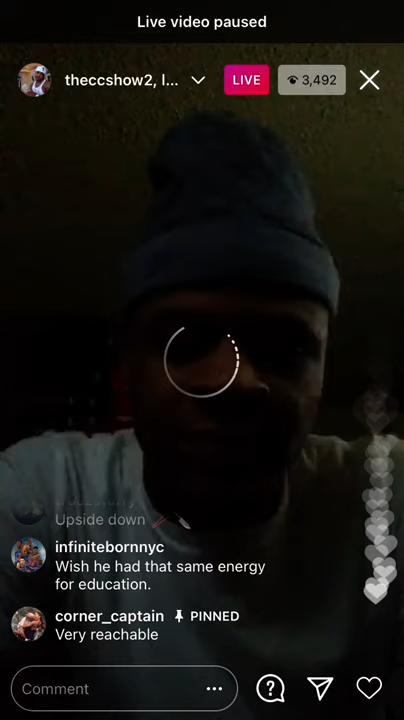 Live video paused
theccshow2, l...
LIVE
3,492
Upside down
infinitebornnyc
Wish he had that same energy
for education.
corner_captain PINNED
Very reachable
Comment